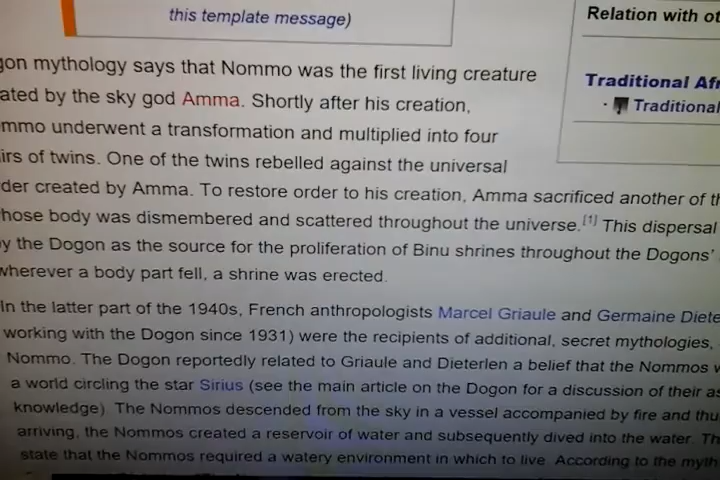 this template message)
Relation with ot
gon mythology says that Nommo was the first living creature
ated by the sky god Amma. Shortly after his creation,
mmo underwent a transformation and multiplied into four
irs of twins. One of the twins rebelled against the universal
der created by Amma. To restore order to his creation, Amma sacrificed another of th
hose body was dismembered and scattered throughout the universe.[1] This dispersal
y the Dogon as the source for the proliferation of Binu shrines throughout the Dogons'
wherever a body part fell, a shrine was erected.
Traditional Afr
· Traditional
In the latter part of the 1940s, French anthropologists Marcel Griaule and Germaine Diete
working with the Dogon since 1931) were the recipients of additional, secret mythologies,
Nommo. The Dogon reportedly related to Griaule and Dieterlen a belief that the Nommos w
a world circling the star Sirius (see the main article on the Dogon for a discussion of their as
knowledge). The Nommos descended from the sky in a vessel accompanied by fire and thu
arriving, the Nommos created a reservoir of water and subsequently dived into the water. Th
state that the Nommos required a watery environment in which to live. According to the myth